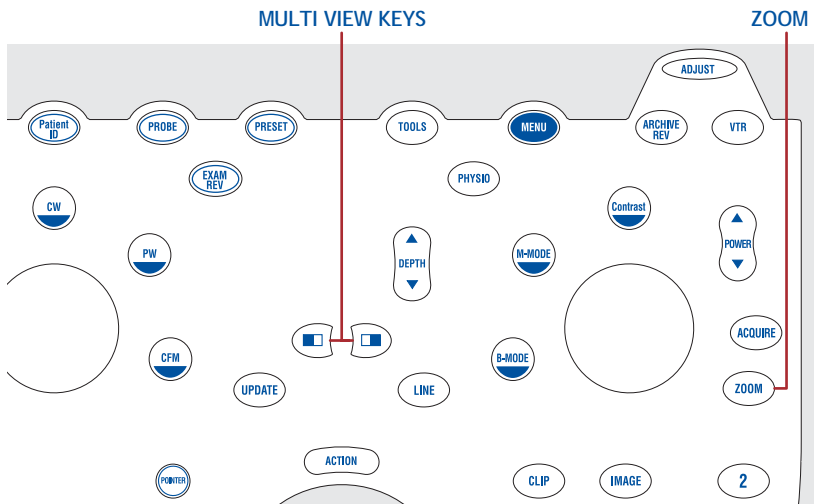 MULTI VIEW KEYS
ZOOM
ADJUST
Patient
ID
PROBE
PRESET
TOOLS
MENU
ARCHIVE
REV
VTR
EXAM
REV
PHYSIO
CW
Contrast
PW
DEPTH
M-MODE
POWER
ACQUIRE
CFM
B-MODE
UPDATE
LINE
ZOOM
ACTION
POINTER
CLIP
IMAGE
2